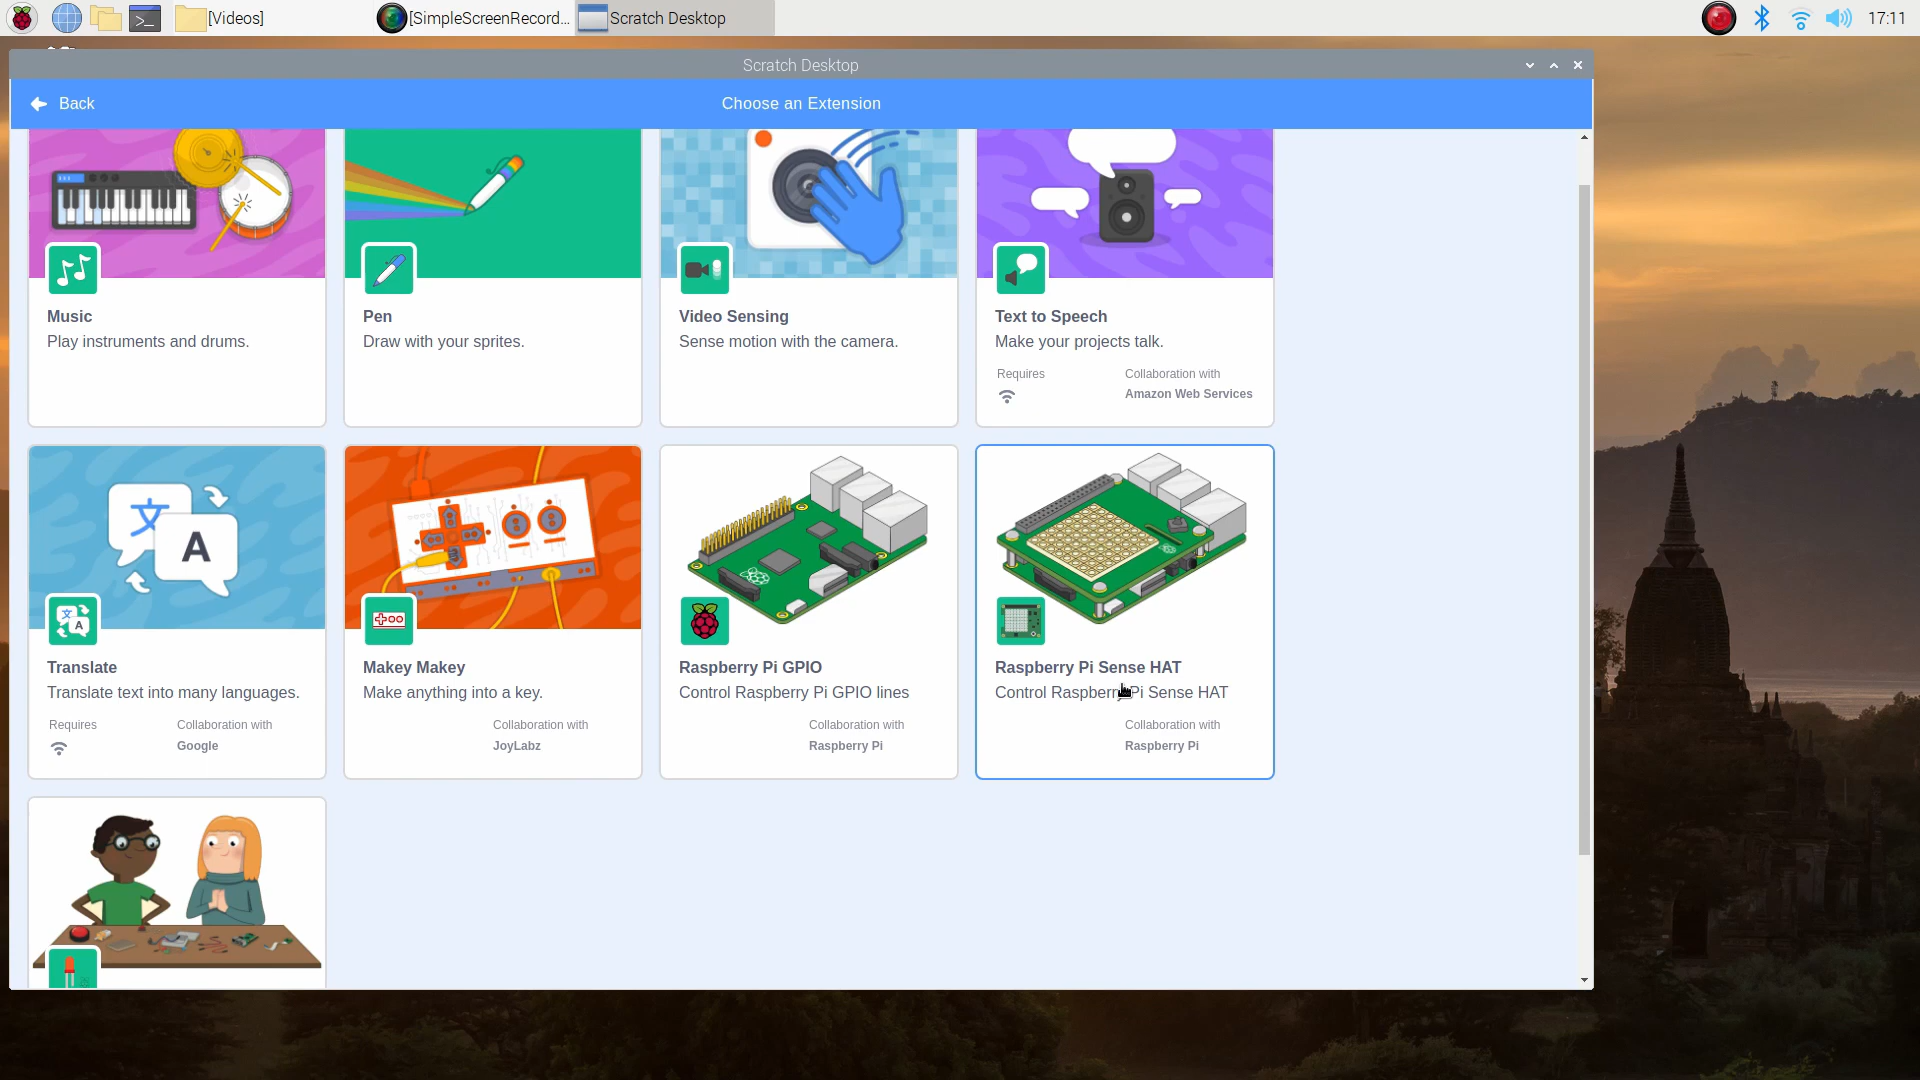 [Videos]
[SimpleScreenRecord...
Scratch Desktop
17:11
Scratch Desktop
Back
Choose an Extension
Music
Play instruments and drums.
Pen
Draw with your sprites.
Video Sensing
Sense motion with the camera.
Text to Speech
Make your projects talk.
Requires
Collaboration with
Amazon Web Services
文
A
文
A
Translate
Translate text into many languages.
Requires
Collaboration with
Google
Makey Makey
Make anything into a key.
Collaboration with
JoyLabz
Raspberry Pi GPIO
Control Raspberry Pi GPIO lines
Collaboration with
Raspberry Pi
Raspberry Pi Sense HAT
Control Raspberry Pi Sense HAT
Collaboration with
Raspberry Pi